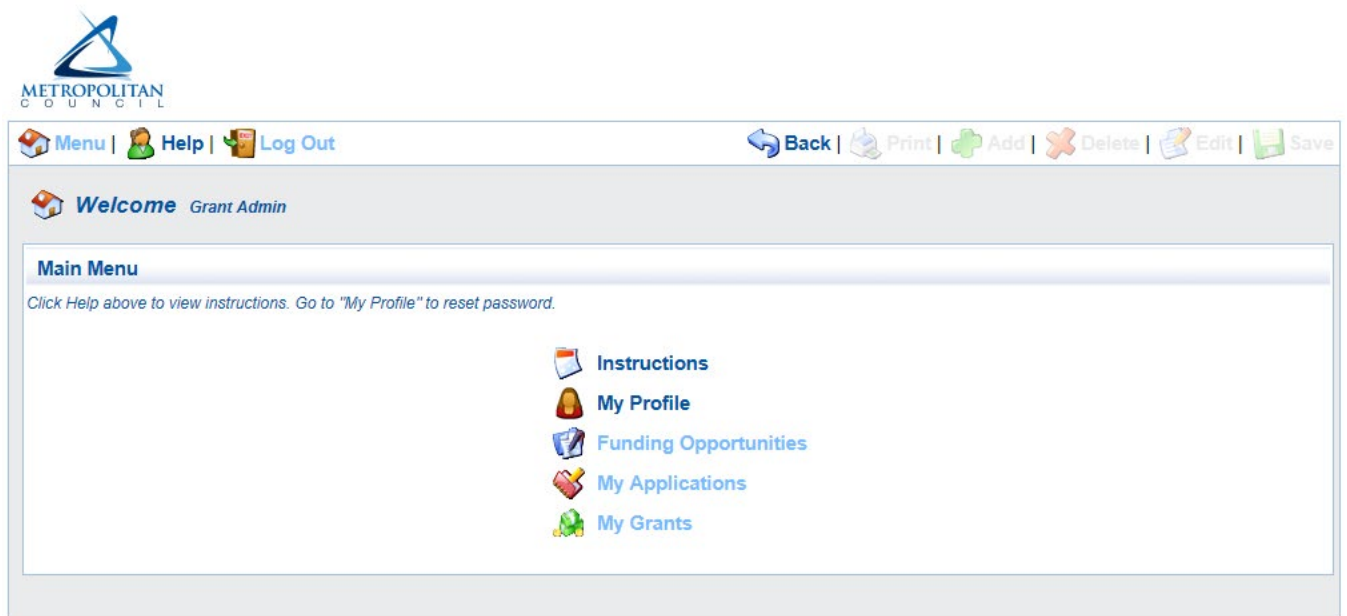 METROPOLITAN
COUNCIL
Menu | Help | Log Out
Back | Print | Add | Delete | Edit | Save
Welcome Grant Admin
Main Menu
Click Help above to view instructions. Go to "My Profile" to reset password.
Instructions
My Profile
Funding Opportunities
My Applications
My Grants